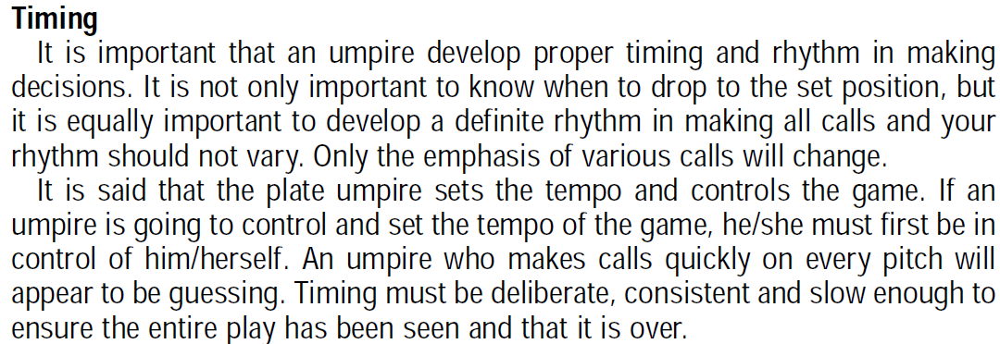 Timing
It is important that an umpire develop proper timing and rhythm in making
decisions. It is not only important to know when to drop to the set position, but
it is equally important to develop a definite rhythm in making all calls and your
rhythm should not vary. Only the emphasis of various calls will change.
It is said that the plate umpire sets the tempo and controls the game. If an
umpire is going to control and set the tempo of the game, he/she must first be in
control of him/herself. An umpire who makes calls quickly on every pitch will
appear to be guessing. Timing must be deliberate, consistent and slow enough to
ensure the entire play has been seen and that it is over.